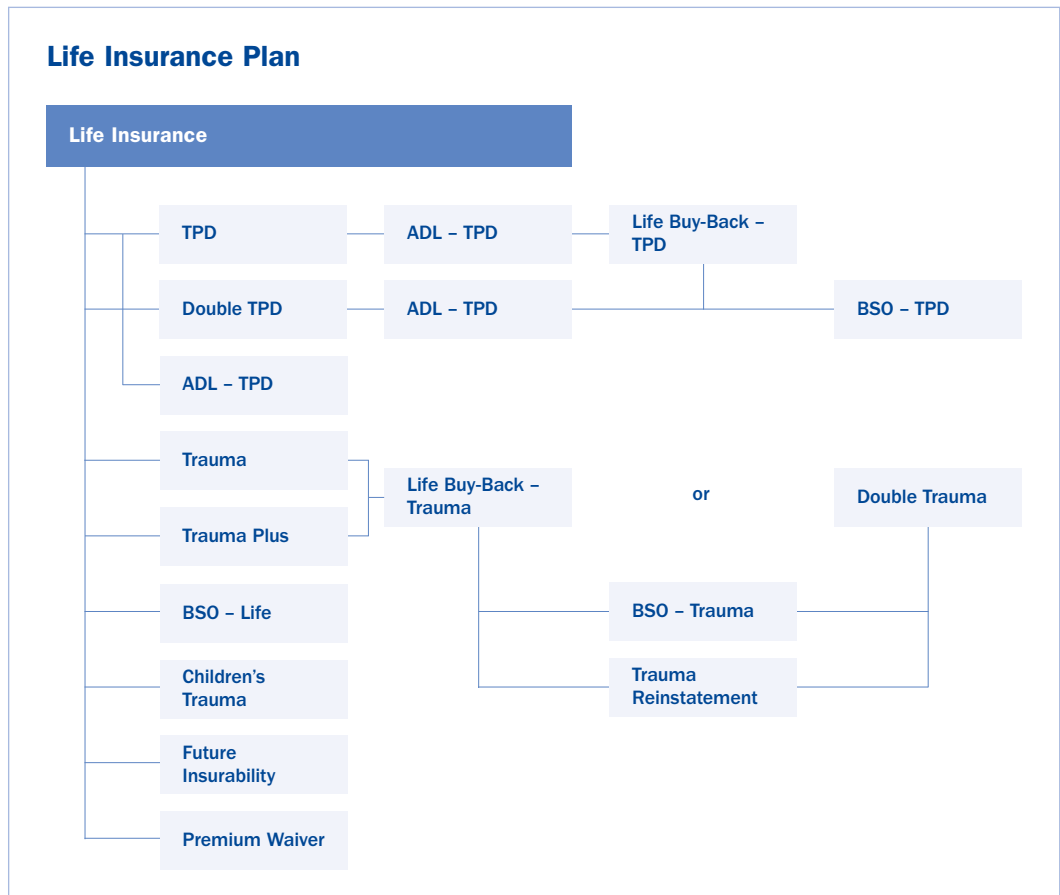 Life Insurance Plan
Life Insurance
TPD
ADL – TPD
Life Buy-Back –
TPD
Double TPD
ADL – TPD
BSO – TPD
ADL – TPD
Trauma
Life Buy-Back –
Trauma
or
Double Trauma
Trauma Plus
BSO – Life
BSO – Trauma
Children's
Trauma
Trauma
Reinstatement
Future
Insurability
Premium Waiver